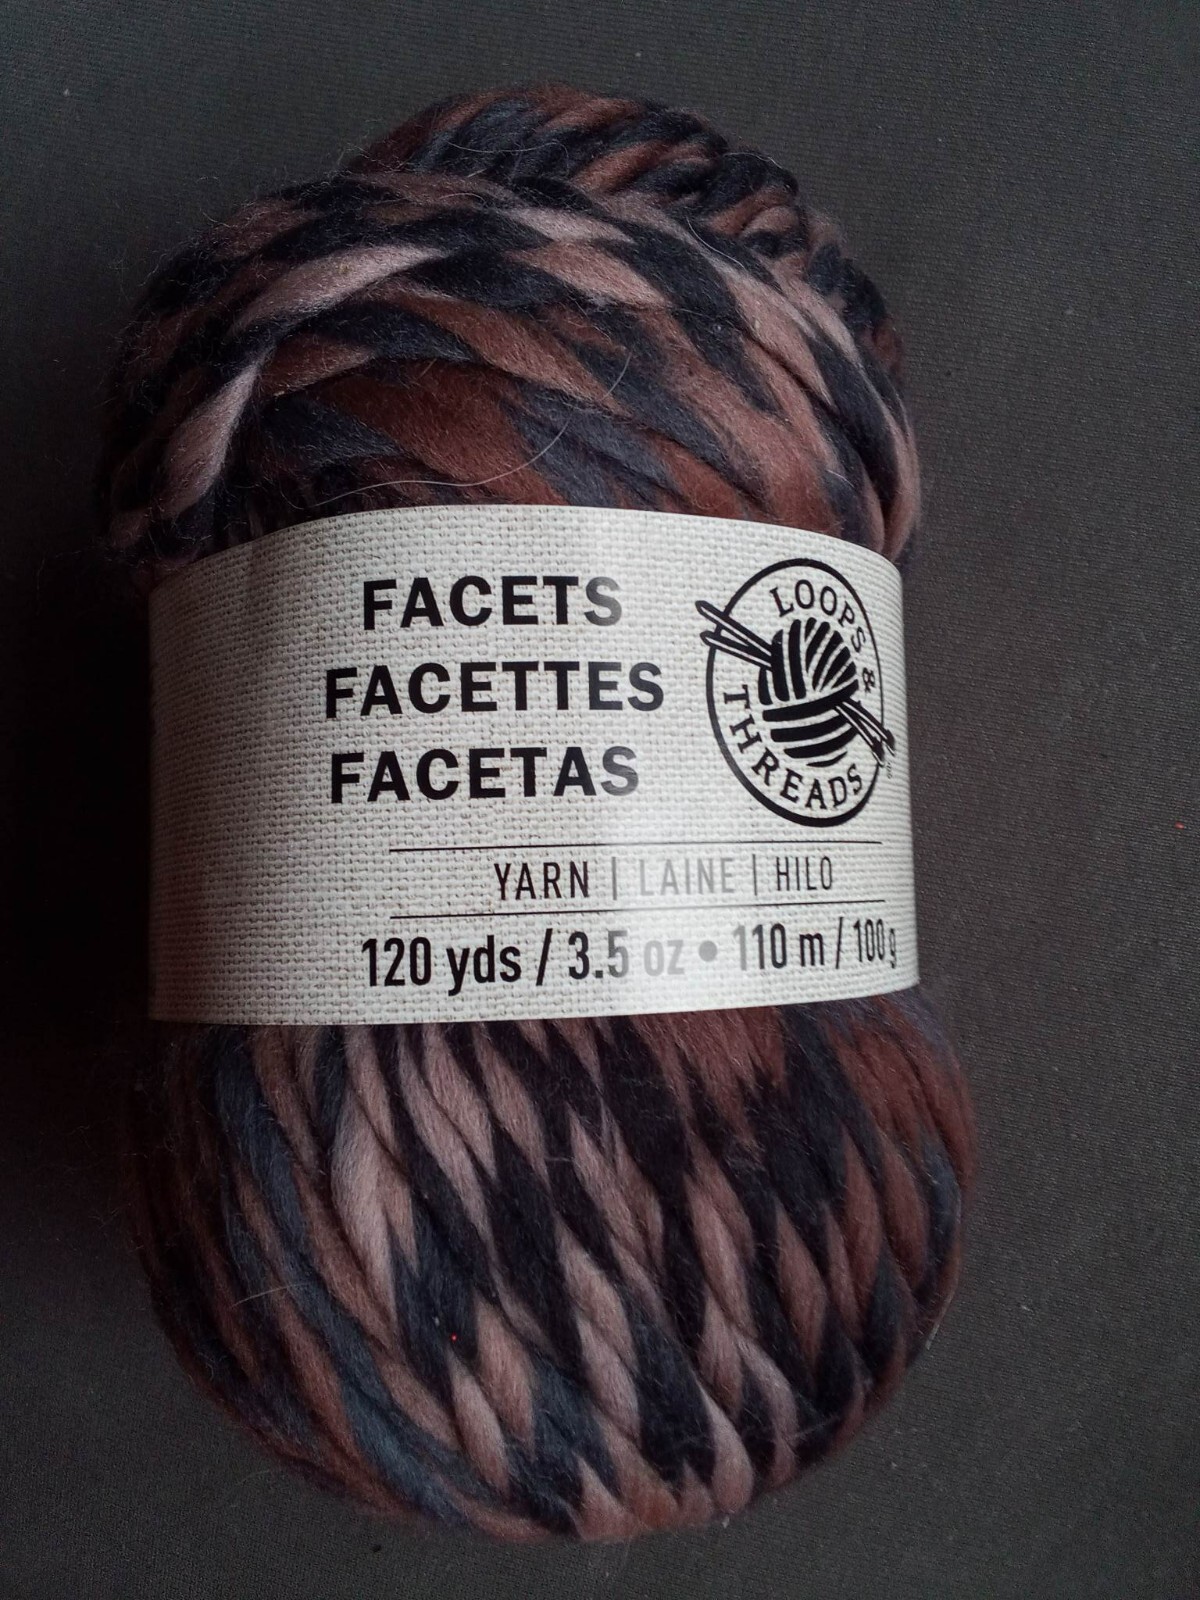 FACETS
FACETTES
FACETAS
LOOPS &
THREADS
YARN | LAINE | HILO
120 yds / 3.5 oz • 110 m / 100 g